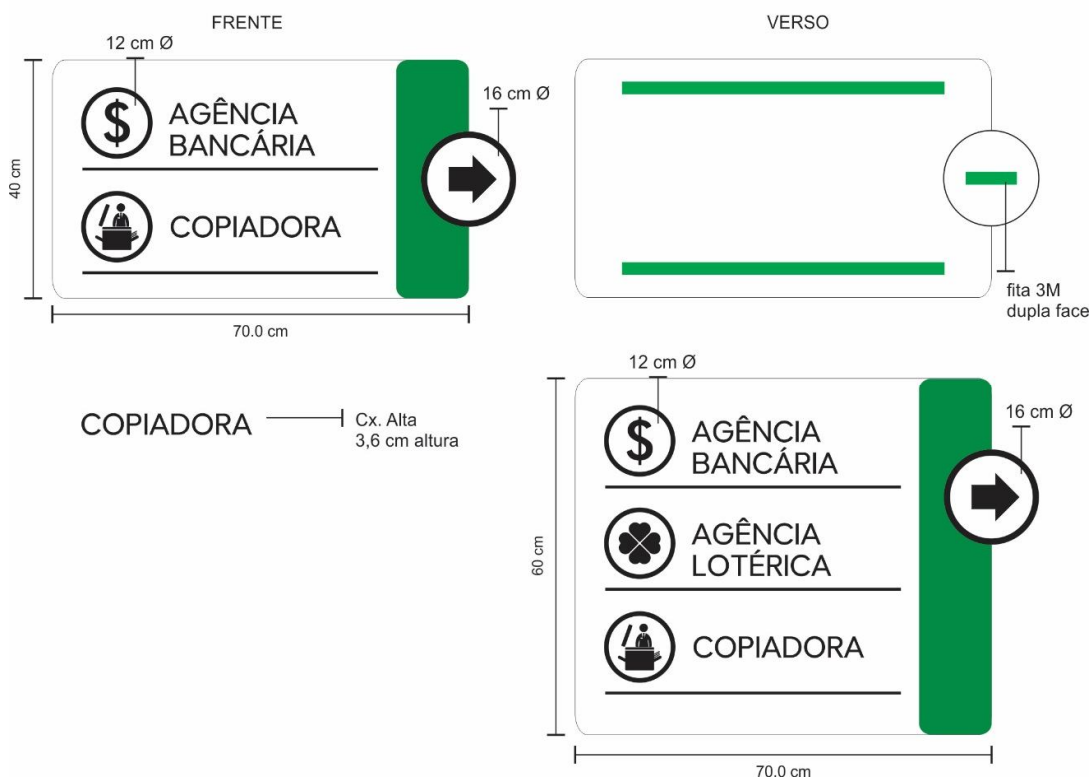 FRENTE
12 cm Ø
16 cm Ø
$
AGÊNCIA
BANCÁRIA
COPIADORA
40 cm
70.0 cm
VERSO
fita 3M
dupla face
COPIADORA
Cx. Alta
3,6 cm altura
12 cm Ø
16 cm Ø
$
AGÊNCIA
BANCÁRIA
AGÊNCIA
LOTÉRICA
COPIADORA
60 cm
70.0 cm